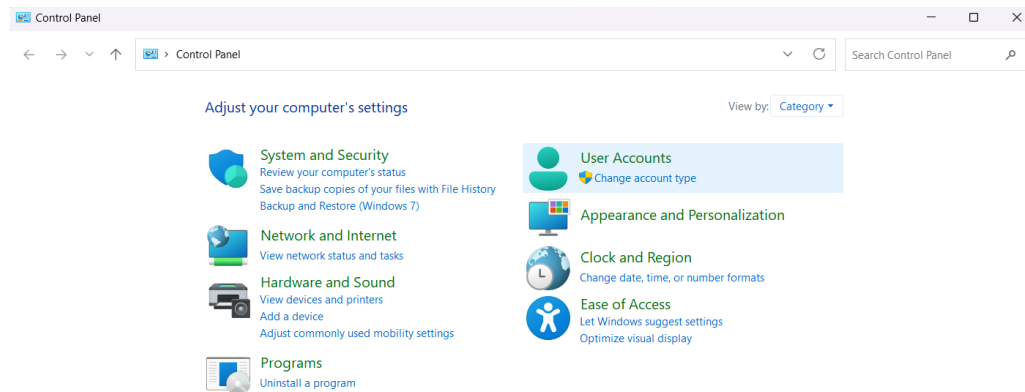 Control Panel
Control Panel
Search Control Panel
Adjust your computer's settings
View by: Category
System and Security
Review your computer's status
Save backup copies of your files with File History
Backup and Restore (Windows 7)
Network and Internet
View network status and tasks
Hardware and Sound
View devices and printers
Add a device
Adjust commonly used mobility settings
Programs
Uninstall a program
User Accounts
Change account type
Appearance and Personalization
Clock and Region
Change date, time, or number formats
Ease of Access
Let Windows suggest settings
Optimize visual display